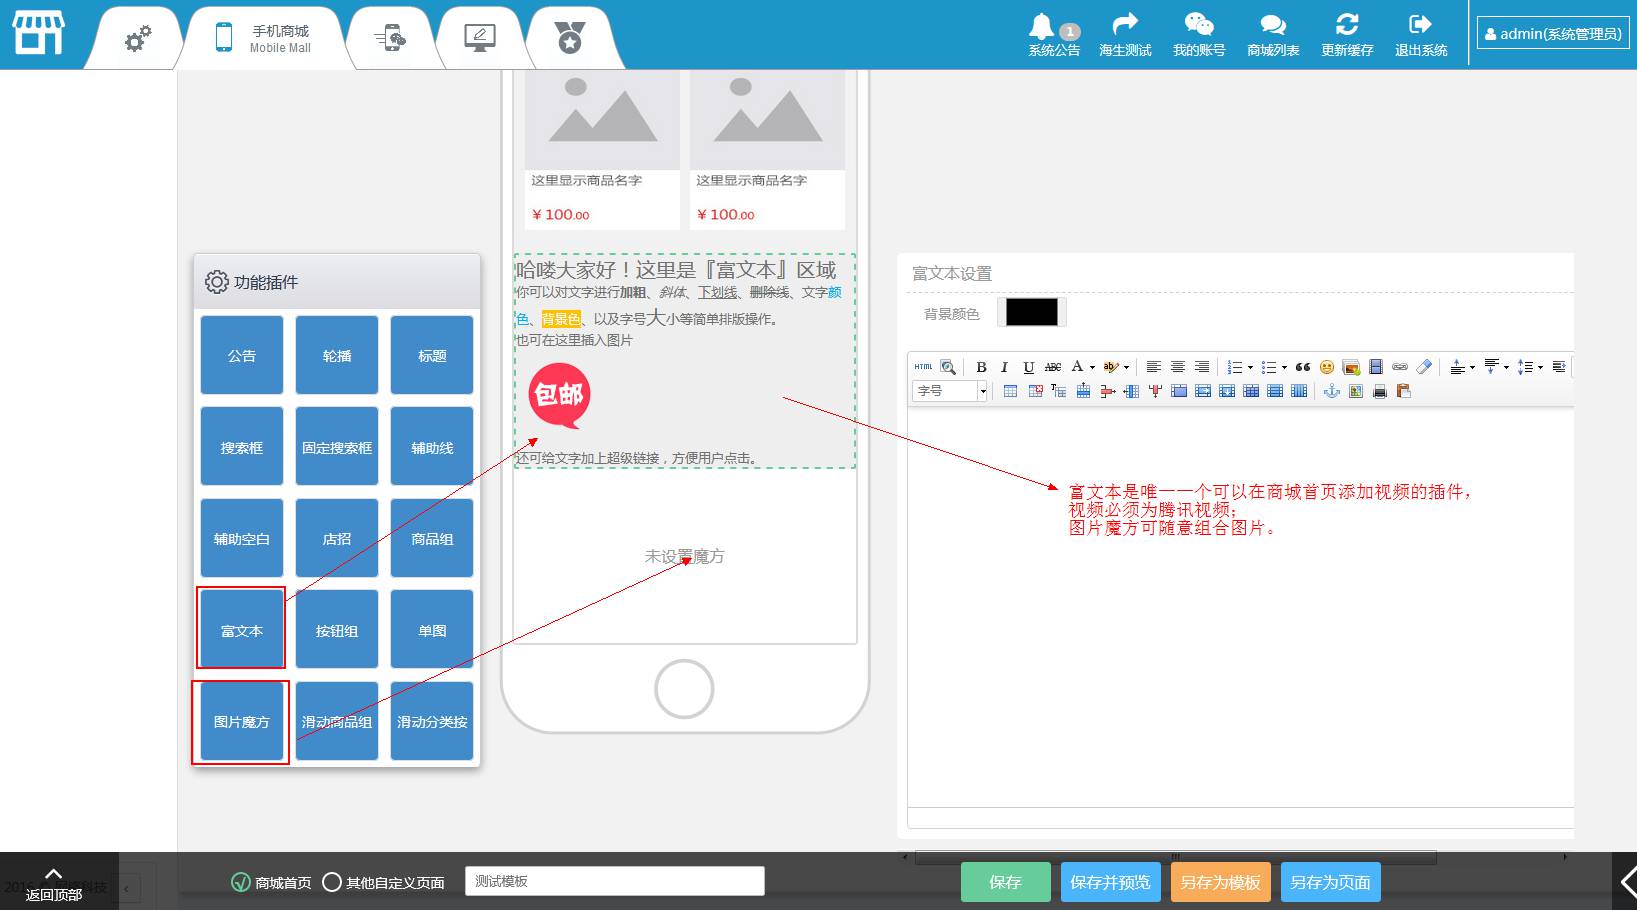 手机商城
Mobile Mall
1
系统公告
海生测试
我的账号
商城列表
更新缓存
退出系统
admin(系统管理员)
这里显示商品名字
¥ 100.00
这里显示商品名字
¥ 100.00
功能插件
公告
轮播
标题
搜索框
固定搜索框
辅助线
辅助空白
店招
商品组
富文本
按钮组
单图
图片魔方
滑动商品组
滑动分类按
哈喽大家好！这里是『富文本』区域
你可以对文字进行加粗、斜体、下划线、删除线、文字颜
色、背景色、以及字号大小等简单排版操作。
也可在这里插入图片
包邮
还可给文字加上超级链接，方便用户点击。
未设置魔方
富文本设置
背景颜色
HTML
B I U ABC A ab
字号
富文本是唯一一个可以在商城首页添加视频的插件，
视频必须为腾讯视频；
图片魔方可随意组合图片。
返回顶部
商城首页
其他自定义页面
测试模板
保存
保存并预览
另存为模板
另存为页面